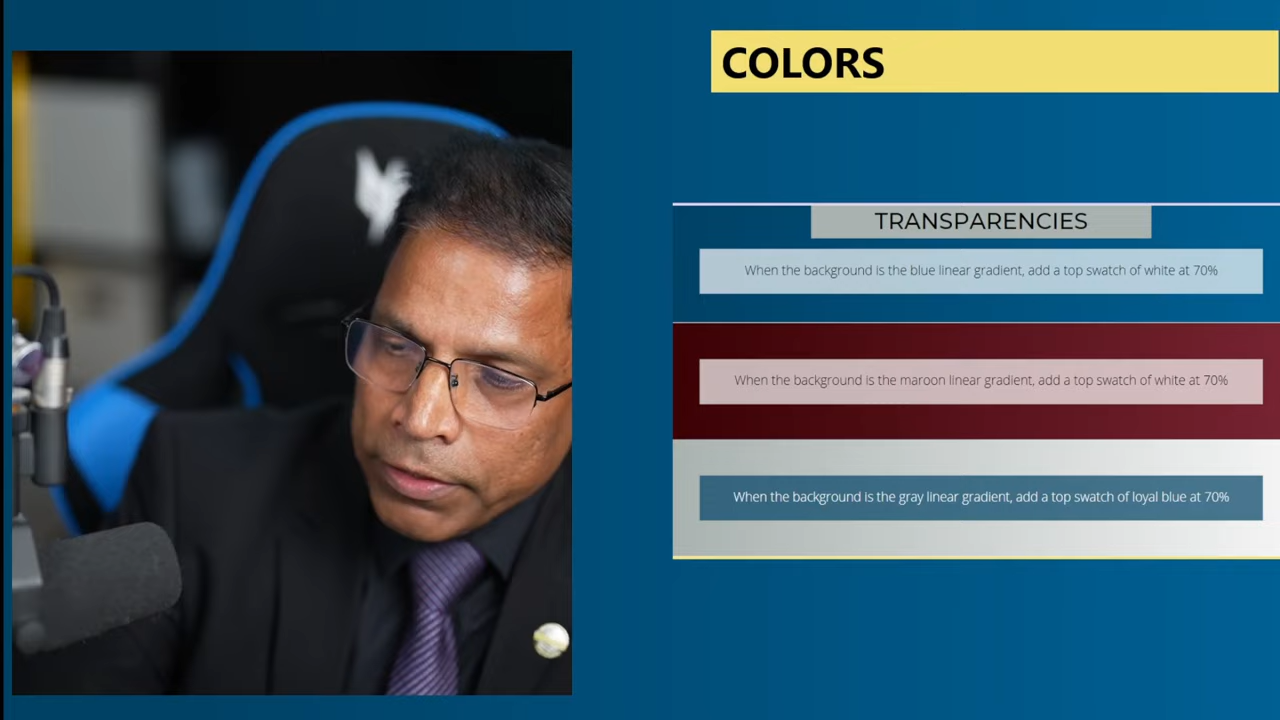 COLORS
TRANSPARENCIES
When the background is the blue linear gradient, add a top swatch of white at 70%
When the background is the maroon linear gradient, add a top swatch of white at 70%
When the background is the gray linear gradient, add a top swatch of loyal blue at 70%